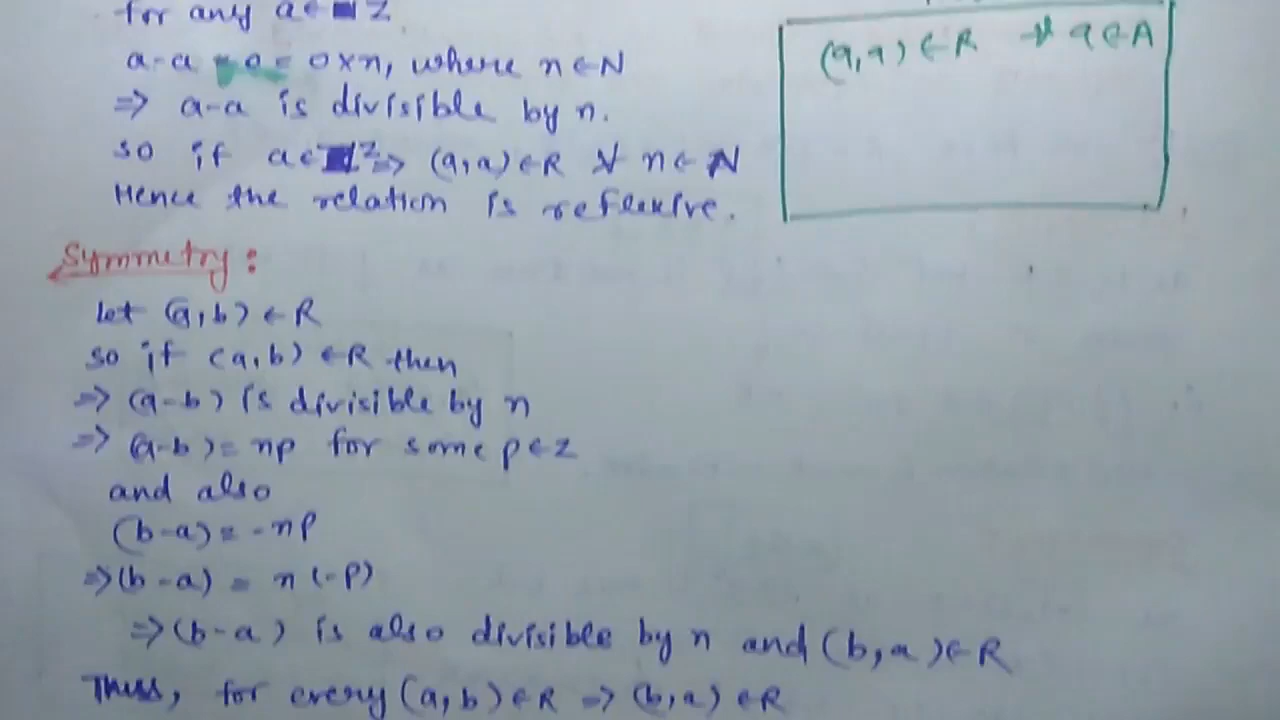 for any a ∈ Z
a-a = 0 = 0×n, where n∈N
⇒ a-a is divisible by n.
so if a∈ Z ⇒ (a,a)∈R ∀ n∈N
Hence the relation is reflexive.
(a,a)∈R ∀ a∈A
Symmetry:
let (a,b)∈R
so if (a,b)∈R then
⇒ (a-b) is divisible by n
⇒ (a-b)= np for some p∈Z
and also
(b-a)= -np
⇒(b-a) = n(-p)
⇒(b-a) is also divisible by n and (b,a)∈R
Thus, for every (a,b)∈R ⇒ (b,a)∈R